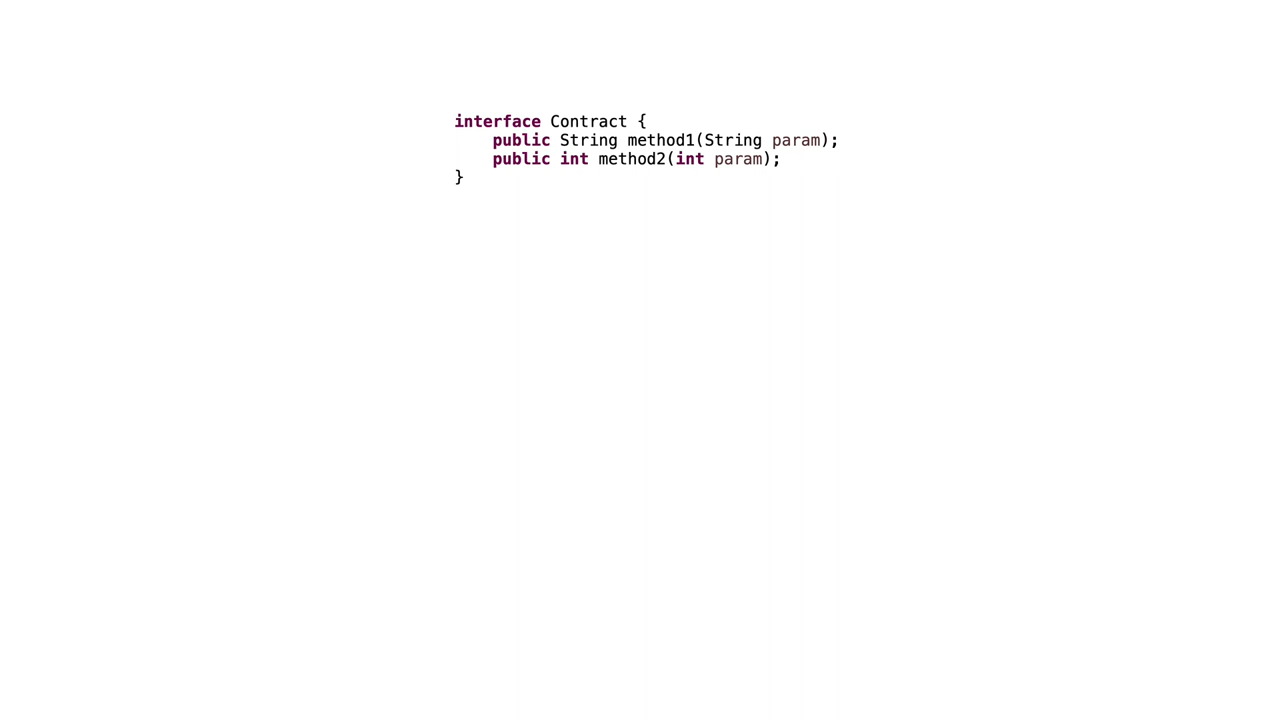 interface Contract {
    public String method1(String param);
    public int method2(int param);
}